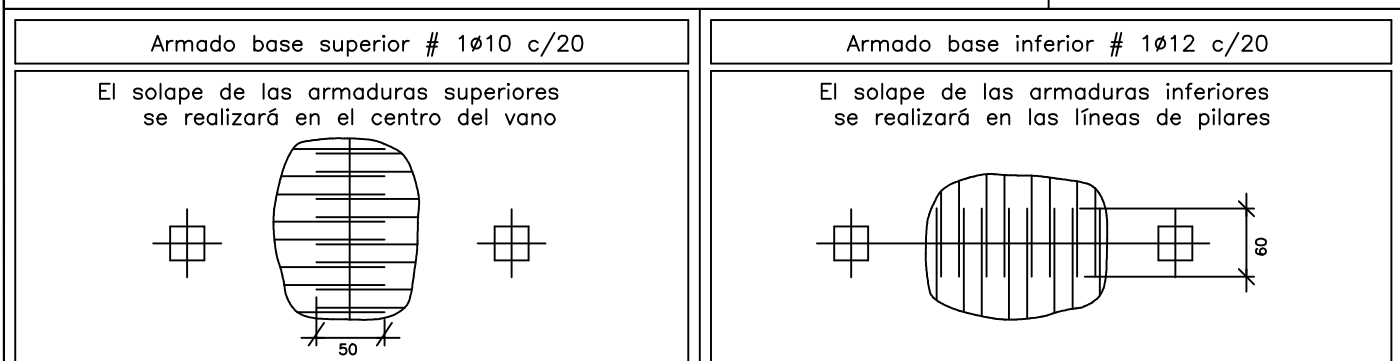 Armado base superior # 1ø10 c/20
El solape de las armaduras superiores
se realizará en el centro del vano
50
Armado base inferior # 1ø12 c/20
El solape de las armaduras inferiores
se realizará en las líneas de pilares
60